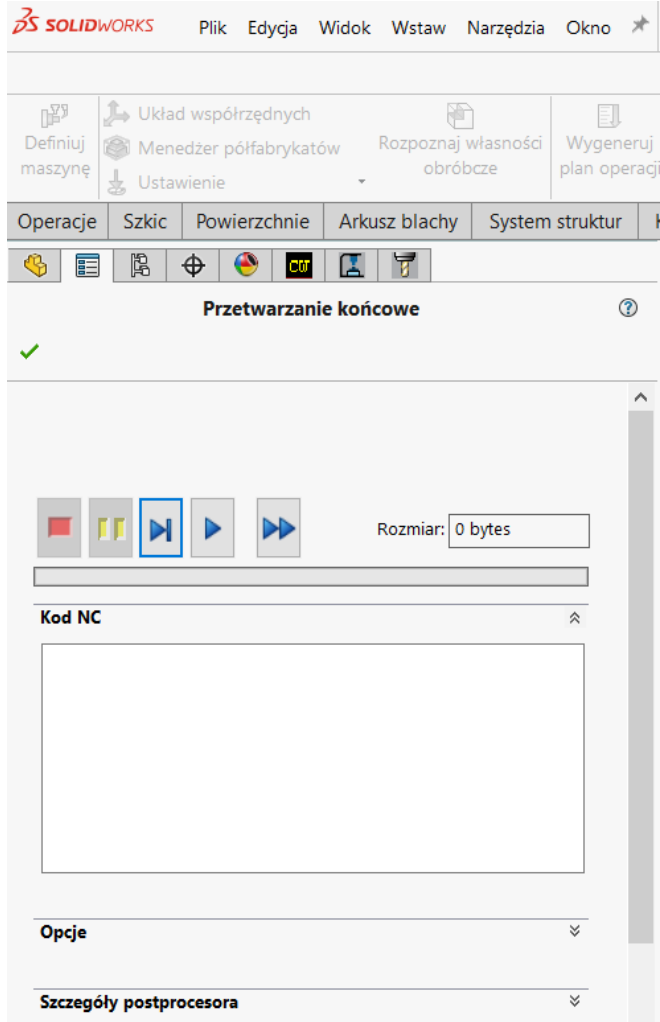 SOLIDWORKS Plik Edycja Widok Wstaw Narzędzia Okno
Definiuj maszynę
Układ współrzędnych
Menedżer półfabrykatów
Ustawienie
Rozpoznaj własności obróbcze
Wygeneruj plan operacji
Operacje Szkic Powierzchnie Arkusz blachy System struktur
Przetwarzanie końcowe
Rozmiar: 0 bytes
Kod NC
Opcje
Szczegóły postprocesora